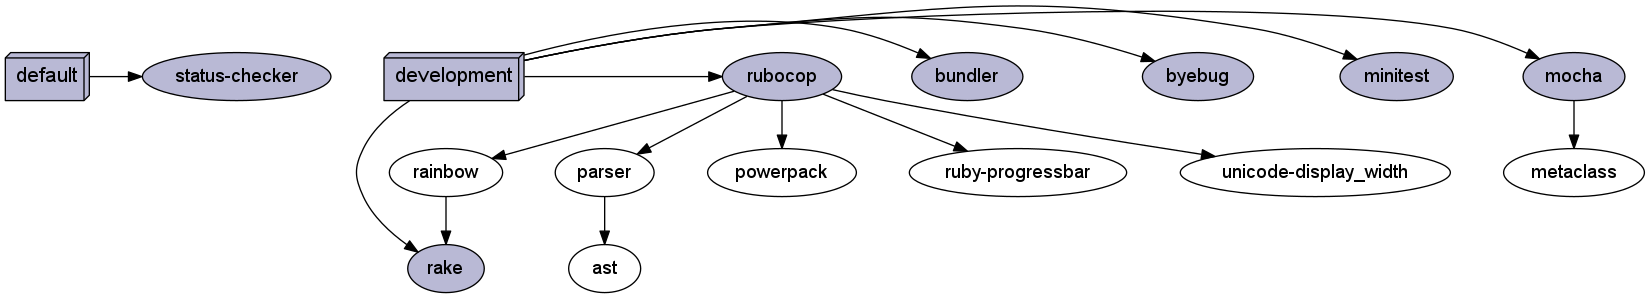 default
status-checker
development
rubocop
bundler
byebug
minitest
mocha
rainbow
parser
powerpack
ruby-progressbar
unicode-display_width
metaclass
rake
ast